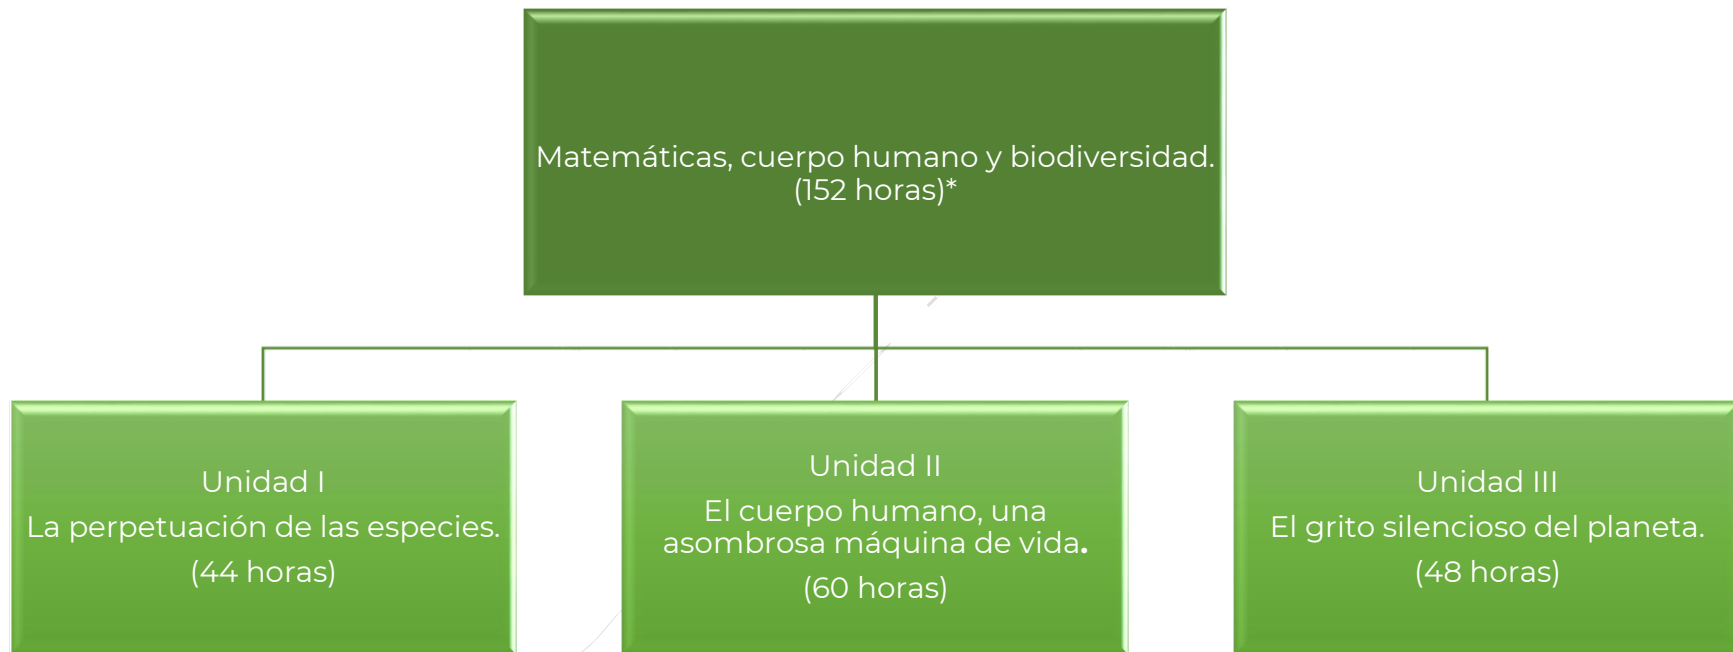 Matemáticas, cuerpo humano y biodiversidad.
(152 horas)*
Unidad I
La perpetuación de las especies.
(44 horas)
Unidad II
El cuerpo humano, una
asombrosa máquina de vida.
(60 horas)
Unidad III
El grito silencioso del planeta.
(48 horas)